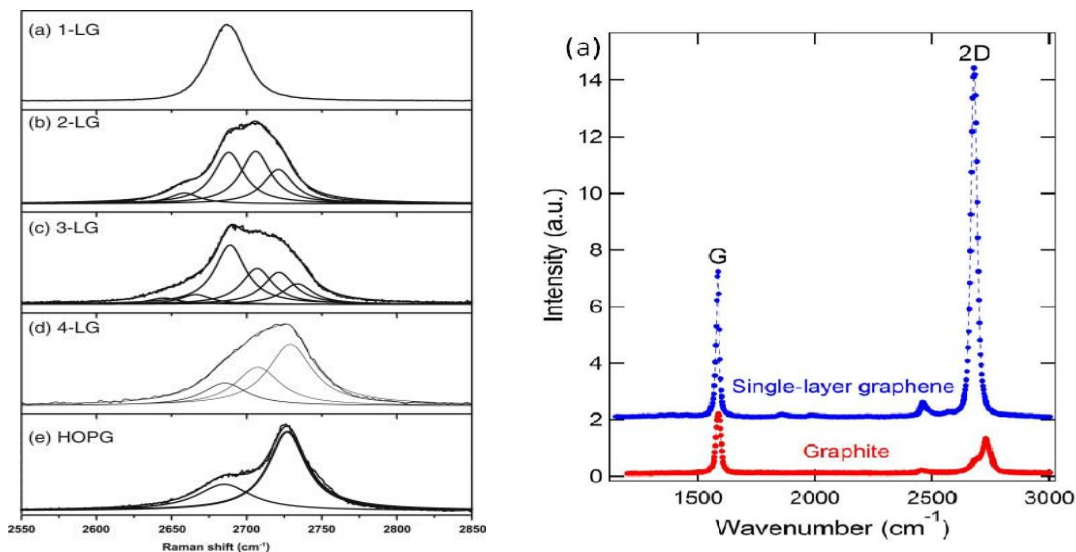 (a) 1-LG
(b) 2-LG
(c) 3-LG
(d) 4-LG
(e) HOPG
2550 2600 2650 2700 2750 2800 2850
Raman shift (cm⁻¹)
(a)
2D
G
14
12
10
8
6
4
2
0
Intensity (a.u.)
Single-layer graphene
Graphite
1500 2000 2500 3000
Wavenumber (cm⁻¹)